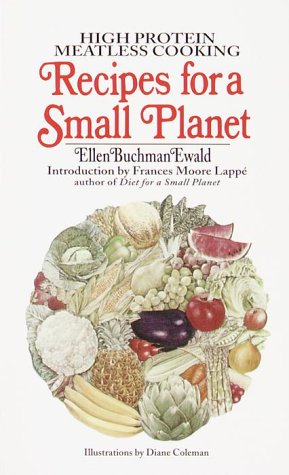 HIGH PROTEIN
MEATLESS COOKING
Recipes for a
Small Planet
Ellen Buchman Ewald
Introduction by Frances Moore Lappé
author of Diet for a Small Planet
Illustrations by Diane Coleman